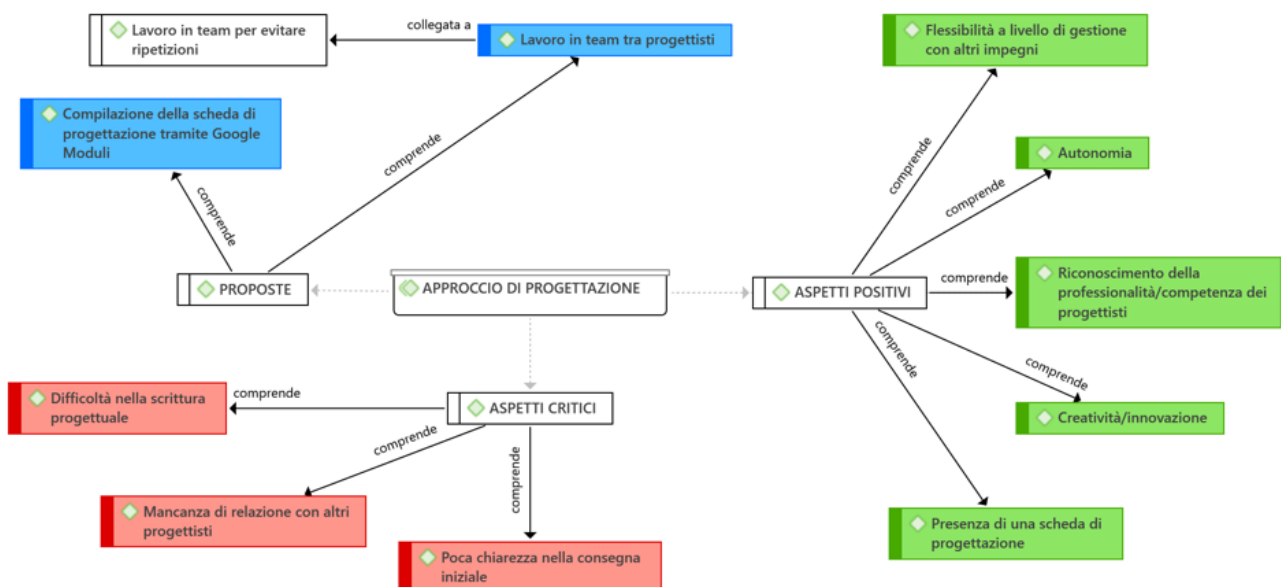 Lavoro in team per evitare
ripetizioni
collegata a
Lavoro in team tra progettisti
Flessibilità a livello di gestione
con altri impegni
Compilazione della scheda di
progettazione tramite Google
Moduli
comprende
comprende
Autonomia
comprende
comprende
comprende
PROPOSTE
APPROCCIO DI PROGETTAZIONE
ASPETTI POSITIVI
comprende
Riconoscimento della
professionalità/competenza dei
progettisti
comprende
comprende
Difficoltà nella scrittura
progettuale
comprende
ASPETTI CRITICI
Creatività/innovazione
comprende
comprende
Mancanza di relazione con altri
progettisti
Poca chiarezza nella consegna
iniziale
Presenza di una scheda di
progettazione